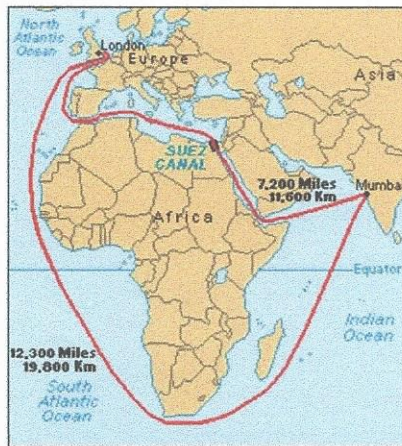 North
Atlantic
Ocean
London
Europe
Asia
SUEZ
CANAL
7,200 Miles
11,600 Km
Mumba
Africa
Equator
Indian
Ocean
12,300 Miles
19,800 Km
South
Atlantic
Ocean